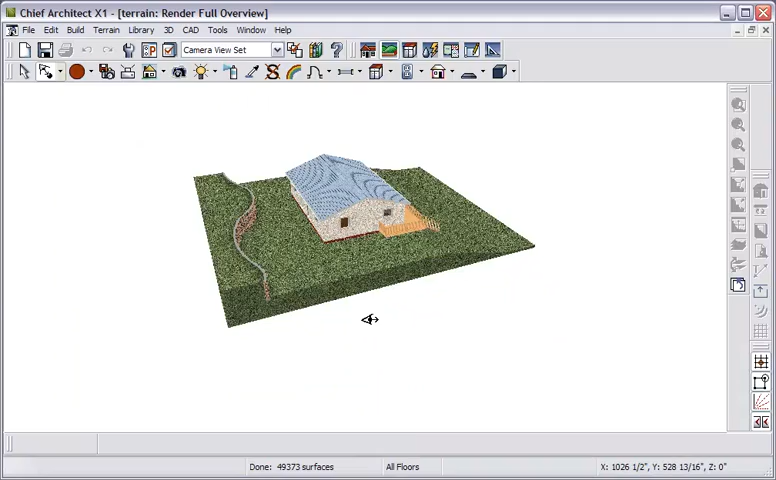 Chief Architect X1 - [terrain: Render Full Overview]
File Edit Build Terrain Library 3D CAD Tools Window Help
Camera View Set
Done: 49373 surfaces All Floors X: 1026 1/2", Y: 528 13/16", Z: 0"